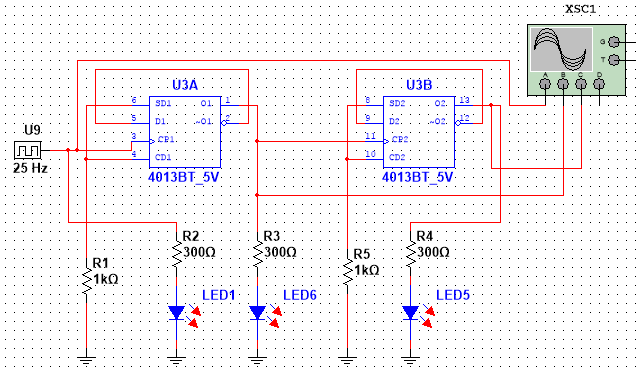 XSC1
G
T
A B C D
U3A
U3B
6 SD1 O1 1
5 D1 ~O1 2
3 CP1
4 CD1
4013BT_5V
8 SD2 O2 13
9 D2 ~O2 12
11 CP2
10 CD2
4013BT_5V
U9
25 Hz
R2
300Ω
R3
300Ω
R4
300Ω
R1
1kΩ
R5
1kΩ
LED1
LED6
LED5